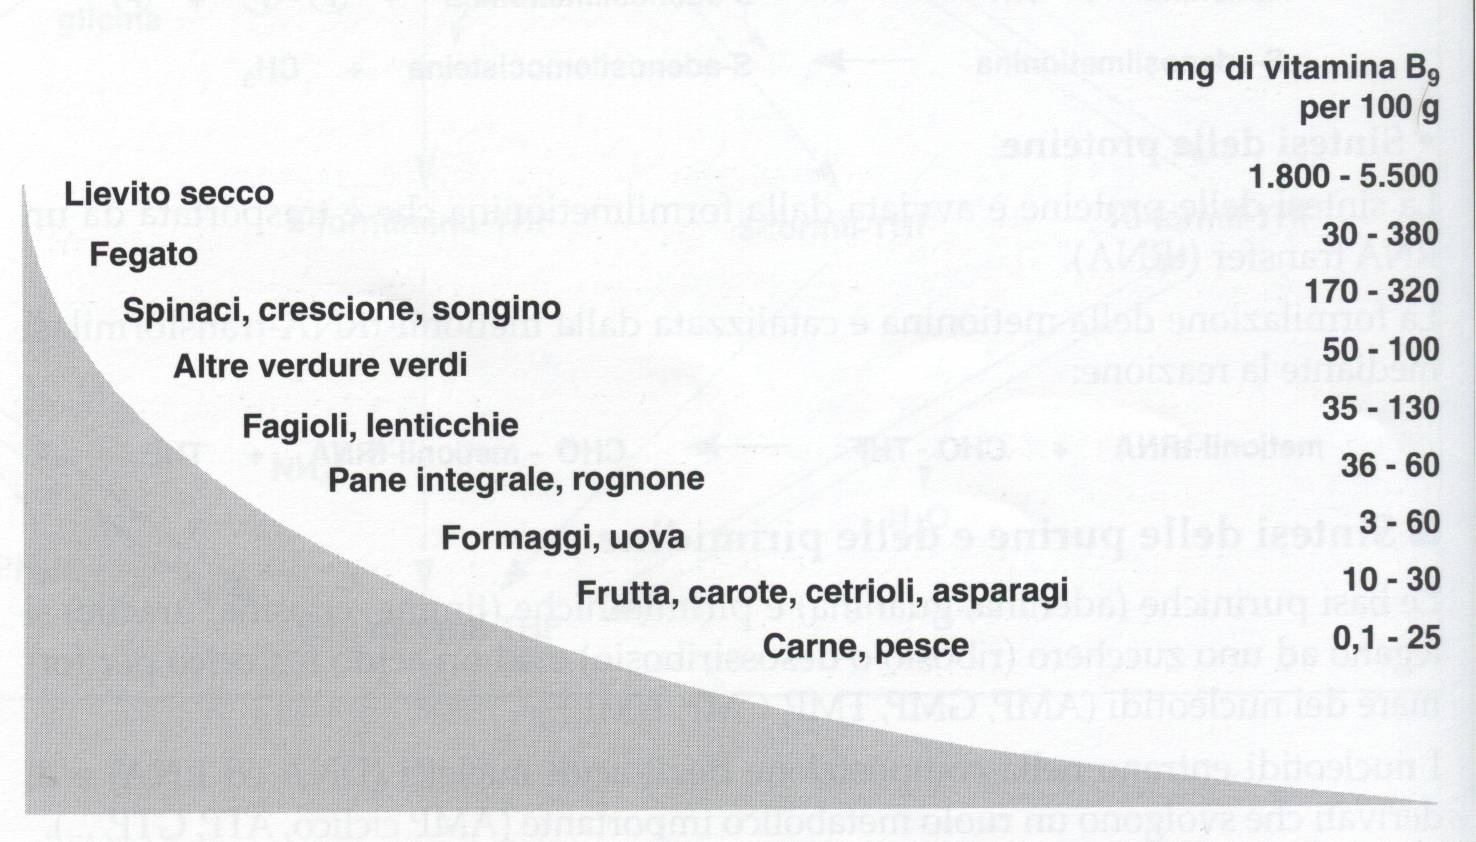 mg di vitamina B₉
per 100 g
Lievito secco 1.800 - 5.500
Fegato 30 - 380
Spinaci, crescione, songino 170 - 320
Altre verdure verdi 50 - 100
Fagioli, lenticchie 35 - 130
Pane integrale, rognone 36 - 60
Formaggi, uova 3 - 60
Frutta, carote, cetrioli, asparagi 10 - 30
Carne, pesce 0,1 - 25